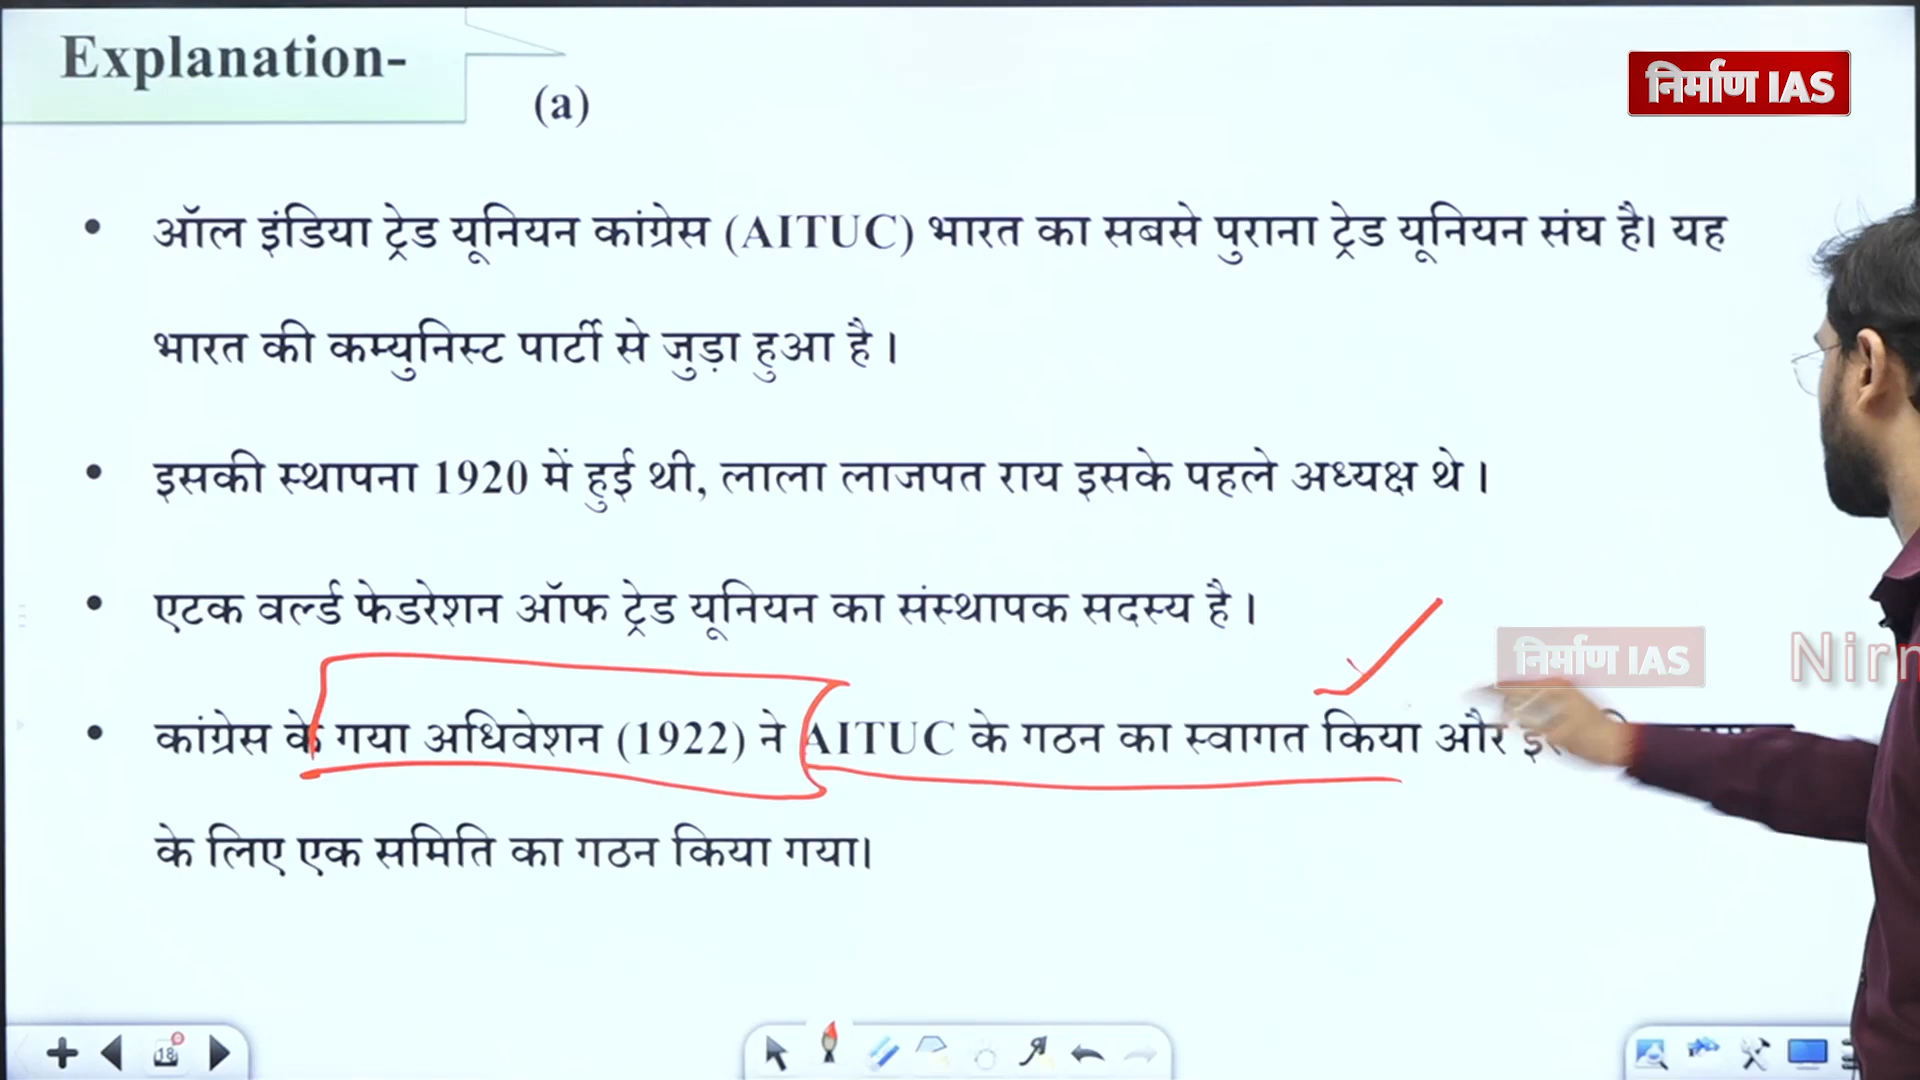 Explanation-
(a)
निर्माण IAS
• ऑल इंडिया ट्रेड यूनियन कांग्रेस (AITUC) भारत का सबसे पुराना ट्रेड यूनियन संघ है। यह
भारत की कम्युनिस्ट पार्टी से जुड़ा हुआ है ।
• इसकी स्थापना 1920 में हुई थी, लाला लाजपत राय इसके पहले अध्यक्ष थे ।
• एटक वर्ल्ड फेडरेशन ऑफ ट्रेड यूनियन का संस्थापक सदस्य है ।
निर्माण IAS
• कांग्रेस के गया अधिवेशन (1922) ने AITUC के गठन का स्वागत किया और
के लिए एक समिति का गठन किया गया।
18